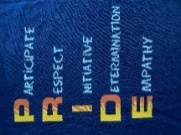 PARTICIPATE
RESPECT
INITIATIVE
DETERMINATION
EMPATHY